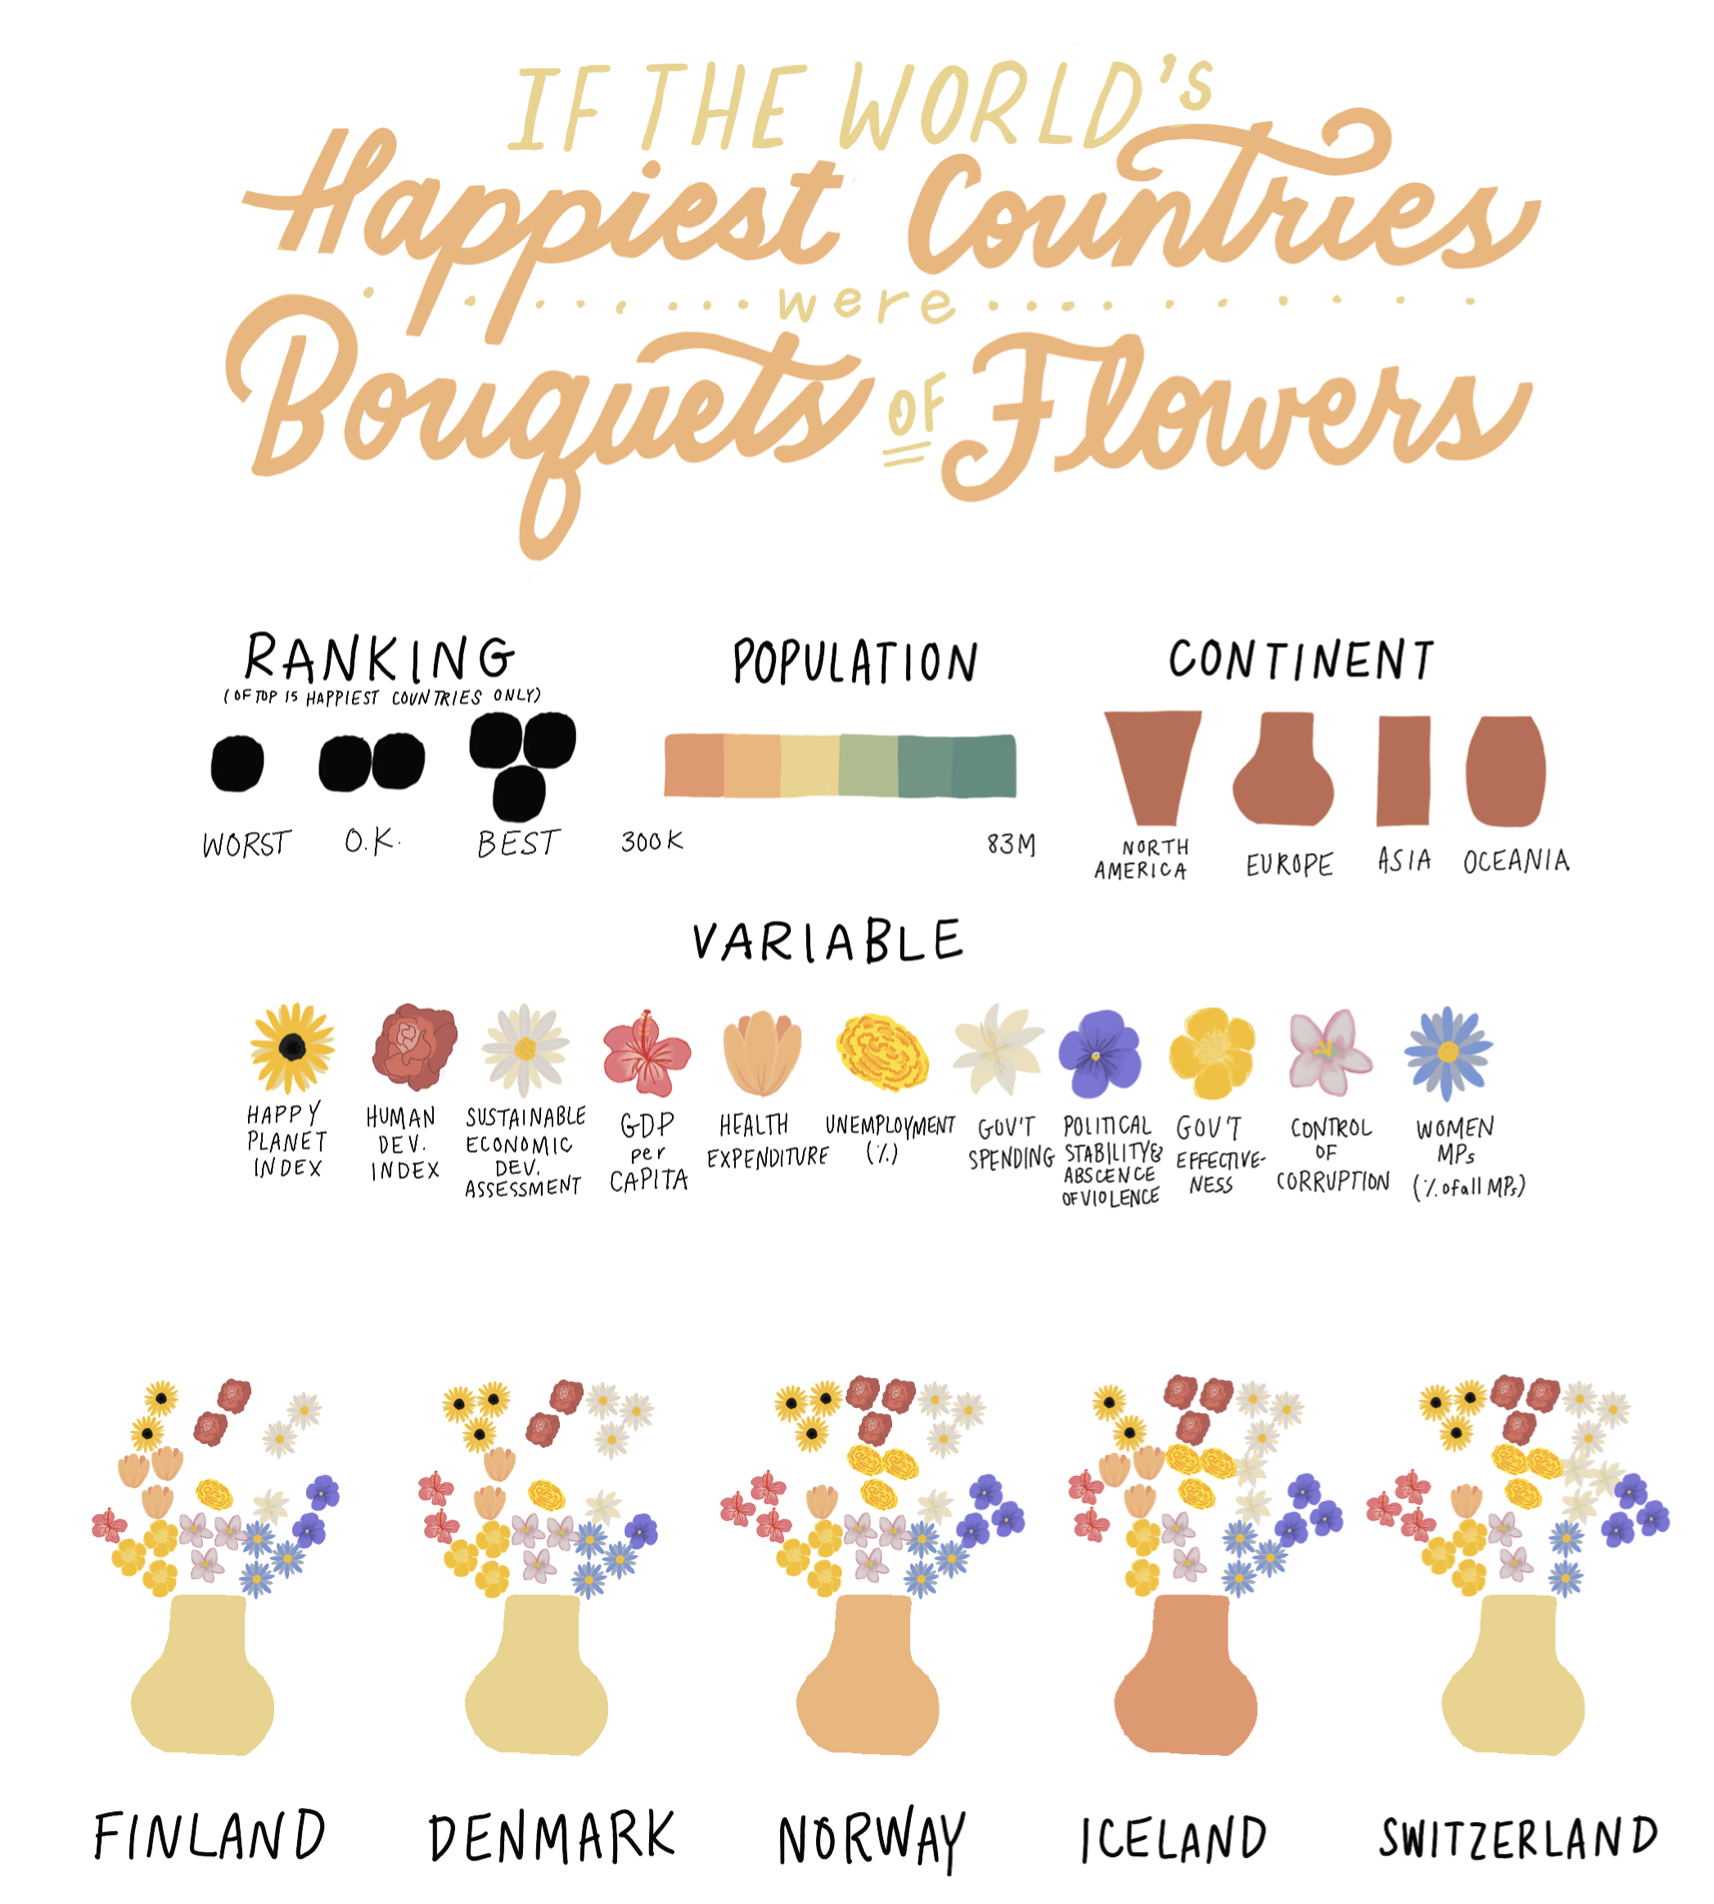 IF THE WORLD's
Happiest Countries
were
Bouquets OF Flowers
RANKING
(OF TOP 15 HAPPIEST COUNTRIES ONLY)
WORST
O.K.
BEST
POPULATION
300K
83M
CONTINENT
NORTH
AMERICA
EUROPE
ASIA
OCEANIA
VARIABLE
HAPPY
PLANET
INDEX
HUMAN
DEV.
INDEX
SUSTAINABLE
ECONOMIC
DEV.
ASSESSMENT
GDP
per
CAPITA
HEALTH
EXPENDITURE
UNEMPLOYMENT
(%)
GOV'T
SPENDING
POLITICAL
STABILITY&
ABSCENCE
OF VIOLENCE
GOV'T
EFFECTIVE-
NESS
CONTROL
OF
CORRUPTION
WOMEN
MPs
(% of all MPs)
FINLAND
DENMARK
NORWAY
ICELAND
SWITZERLAND